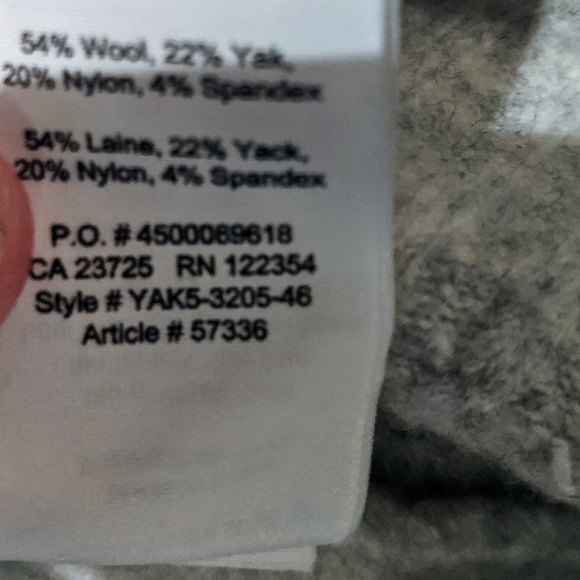 54% Wool, 22% Yak,
20% Nylon, 4% Spandex
54% Laine, 22% Yack,
20% Nylon, 4% Spandex
P.O. # 4500069618
CA 23725 RN 122354
Style # YAK5-3205-46
Article # 57336